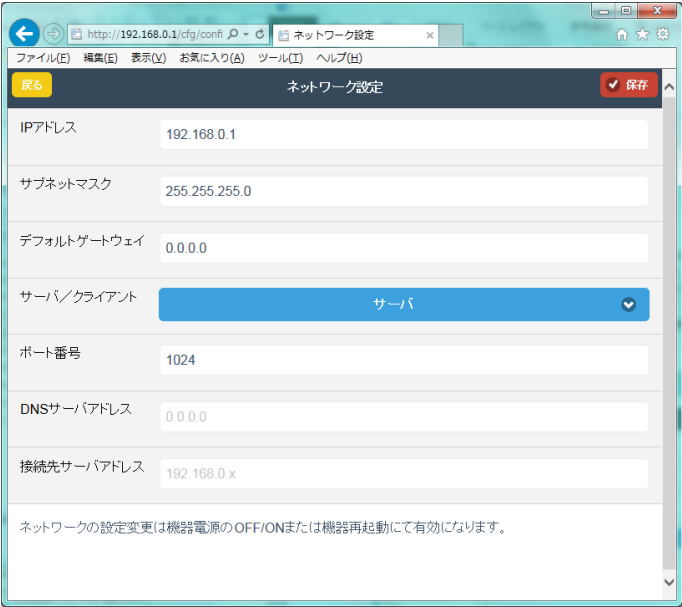 http://192.168.0.1/cfg/confi
ネットワーク設定
ファイル(F) 編集(E) 表示(V) お気に入り(A) ツール(T) ヘルプ(H)
戻る ネットワーク設定 保存
IPアドレス 192.168.0.1
サブネットマスク 255.255.255.0
デフォルトゲートウェイ 0.0.0.0
サーバ／クライアント サーバ
ポート番号 1024
DNSサーバアドレス 0.0.0.0
接続先サーバアドレス 192.168.0.x
ネットワークの設定変更は機器電源のOFF/ONまたは機器再起動にて有効になります。